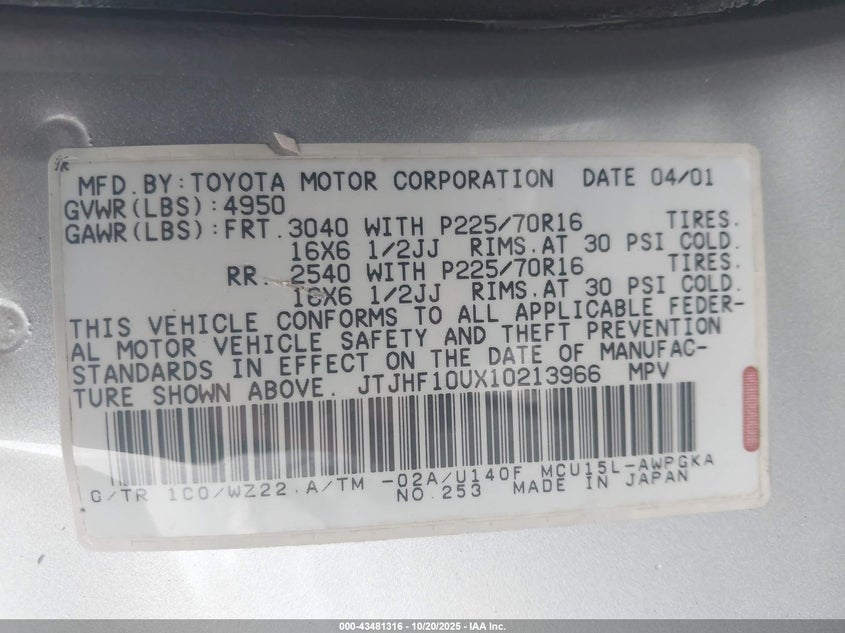 MFD. BY: TOYOTA MOTOR CORPORATION DATE 04/01
GVWR(LBS): 4950
GAWR(LBS): FRT. 3040 WITH P225/70R16 TIRES.
16X6 1/2JJ RIMS, AT 30 PSI COLD.
RR. 2540 WITH P225/70R16 TIRES.
16X6 1/2JJ RIMS, AT 30 PSI COLD.
THIS VEHICLE CONFORMS TO ALL APPLICABLE FEDER-
AL MOTOR VEHICLE SAFETY AND THEFT PREVENTION
STANDARDS IN EFFECT ON THE DATE OF MANUFAC-
TURE SHOWN ABOVE. JTJHF10UX10213966 MPV
C/TR 1C0/WZ22. A/TM -02A/U140F MCU15L-AWPGKA
NO. 253 MADE IN JAPAN
000-43481316 - 10/20/2025 - IAA Inc.